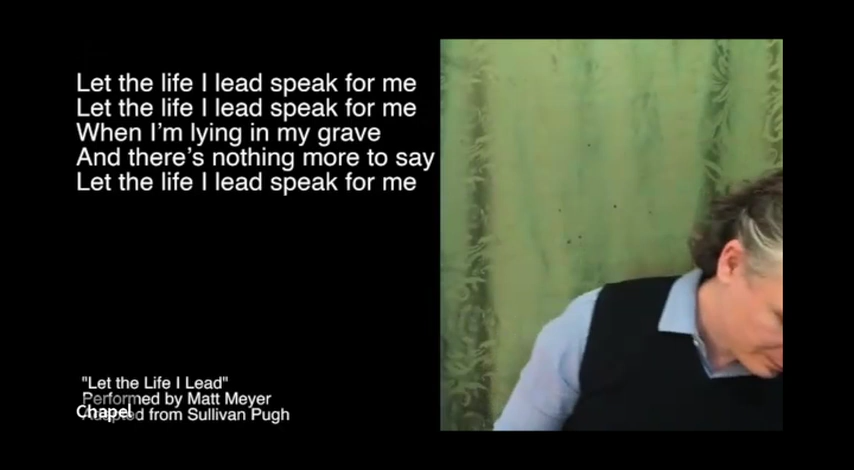 Let the life I lead speak for me
Let the life I lead speak for me
When I'm lying in my grave
And there's nothing more to say
Let the life I lead speak for me
"Let the Life I Lead"
Performed by Matt Meyer
Adapted from Sullivan Pugh
Chapel